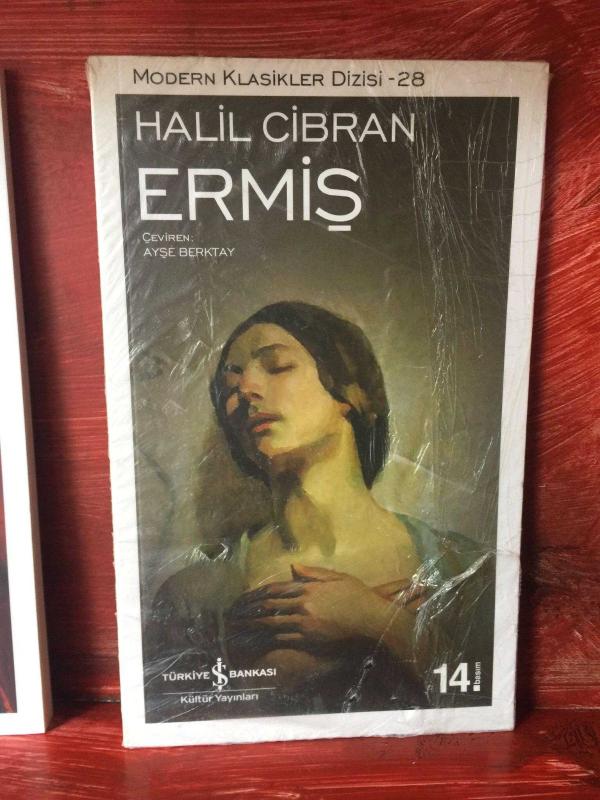 MODERN KLASİKLER DİZİSİ -28
HALİL CİBRAN
ERMİŞ
ÇEVİREN:
AYŞE BERKTAY
TÜRKİYE İŞ BANKASI
Kültür Yayınları
14. basım